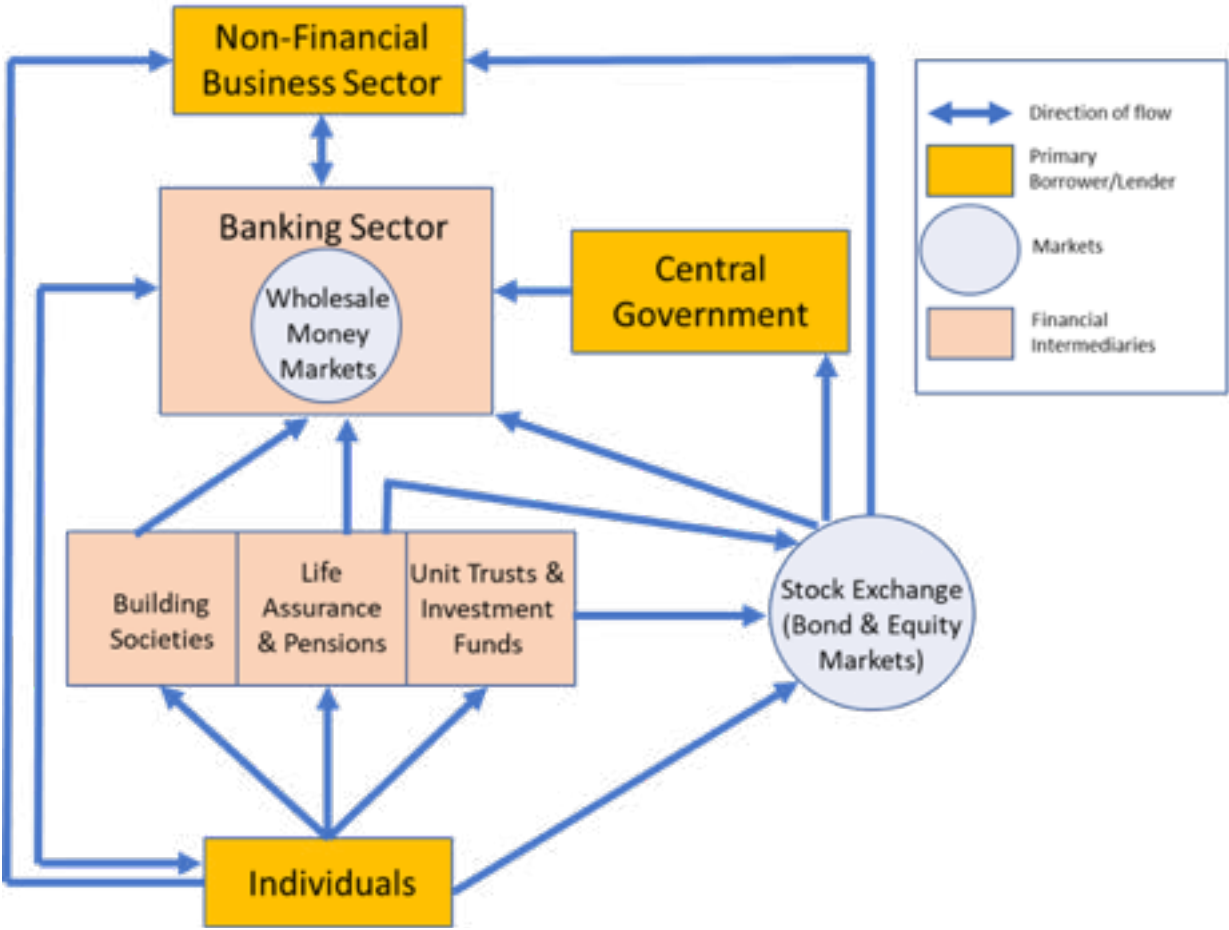 Non-Financial
Business Sector
Direction of flow
Primary
Borrower/Lender
Banking Sector
Markets
Central
Government
Wholesale
Money
Markets
Financial
Intermediaries
Building
Societies
Life
Assurance
& Pensions
Unit Trusts &
Investment
Funds
Stock Exchange
(Bond & Equity
Markets)
Individuals